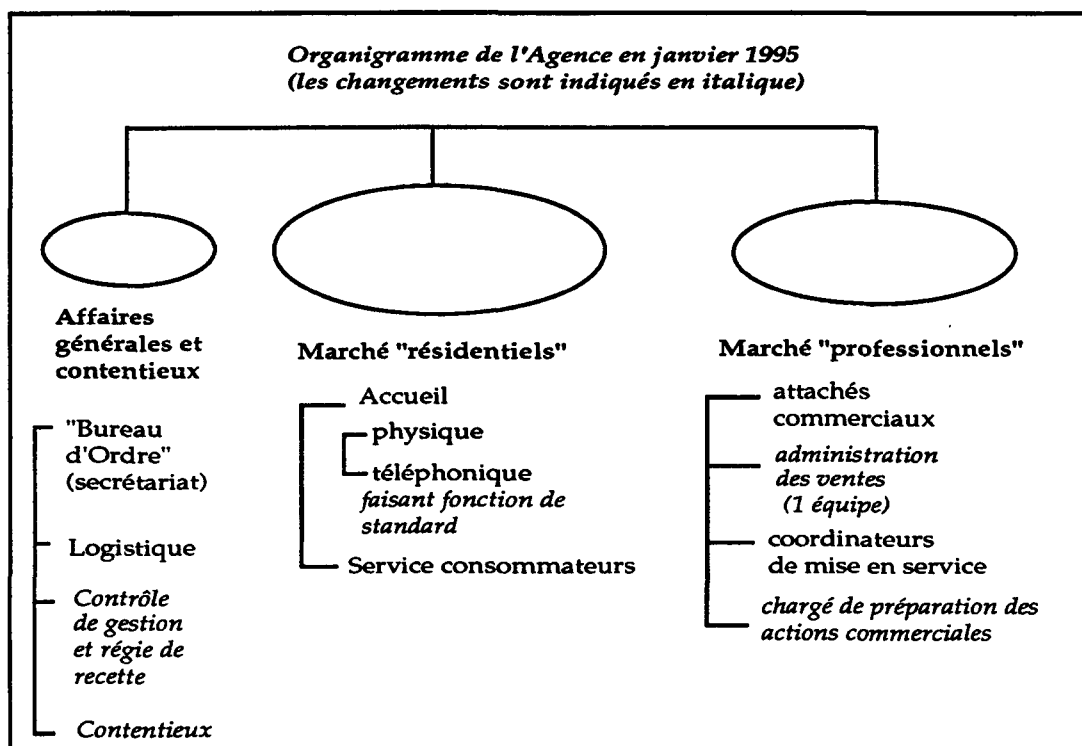 Organigramme de l'Agence en janvier 1995
(les changements sont indiqués en italique)
Affaires
générales et
contentieux
"Bureau
d'Ordre"
(secrétariat)
Logistique
Contrôle
de gestion
et régie de
recette
Contentieux
Marché "résidentiels"
Accueil
physique
téléphonique
faisant fonction de
standard
Service consommateurs
Marché "professionnels"
attachés
commerciaux
administration
des ventes
(1 équipe)
coordinateurs
de mise en service
chargé de préparation des
actions commerciales